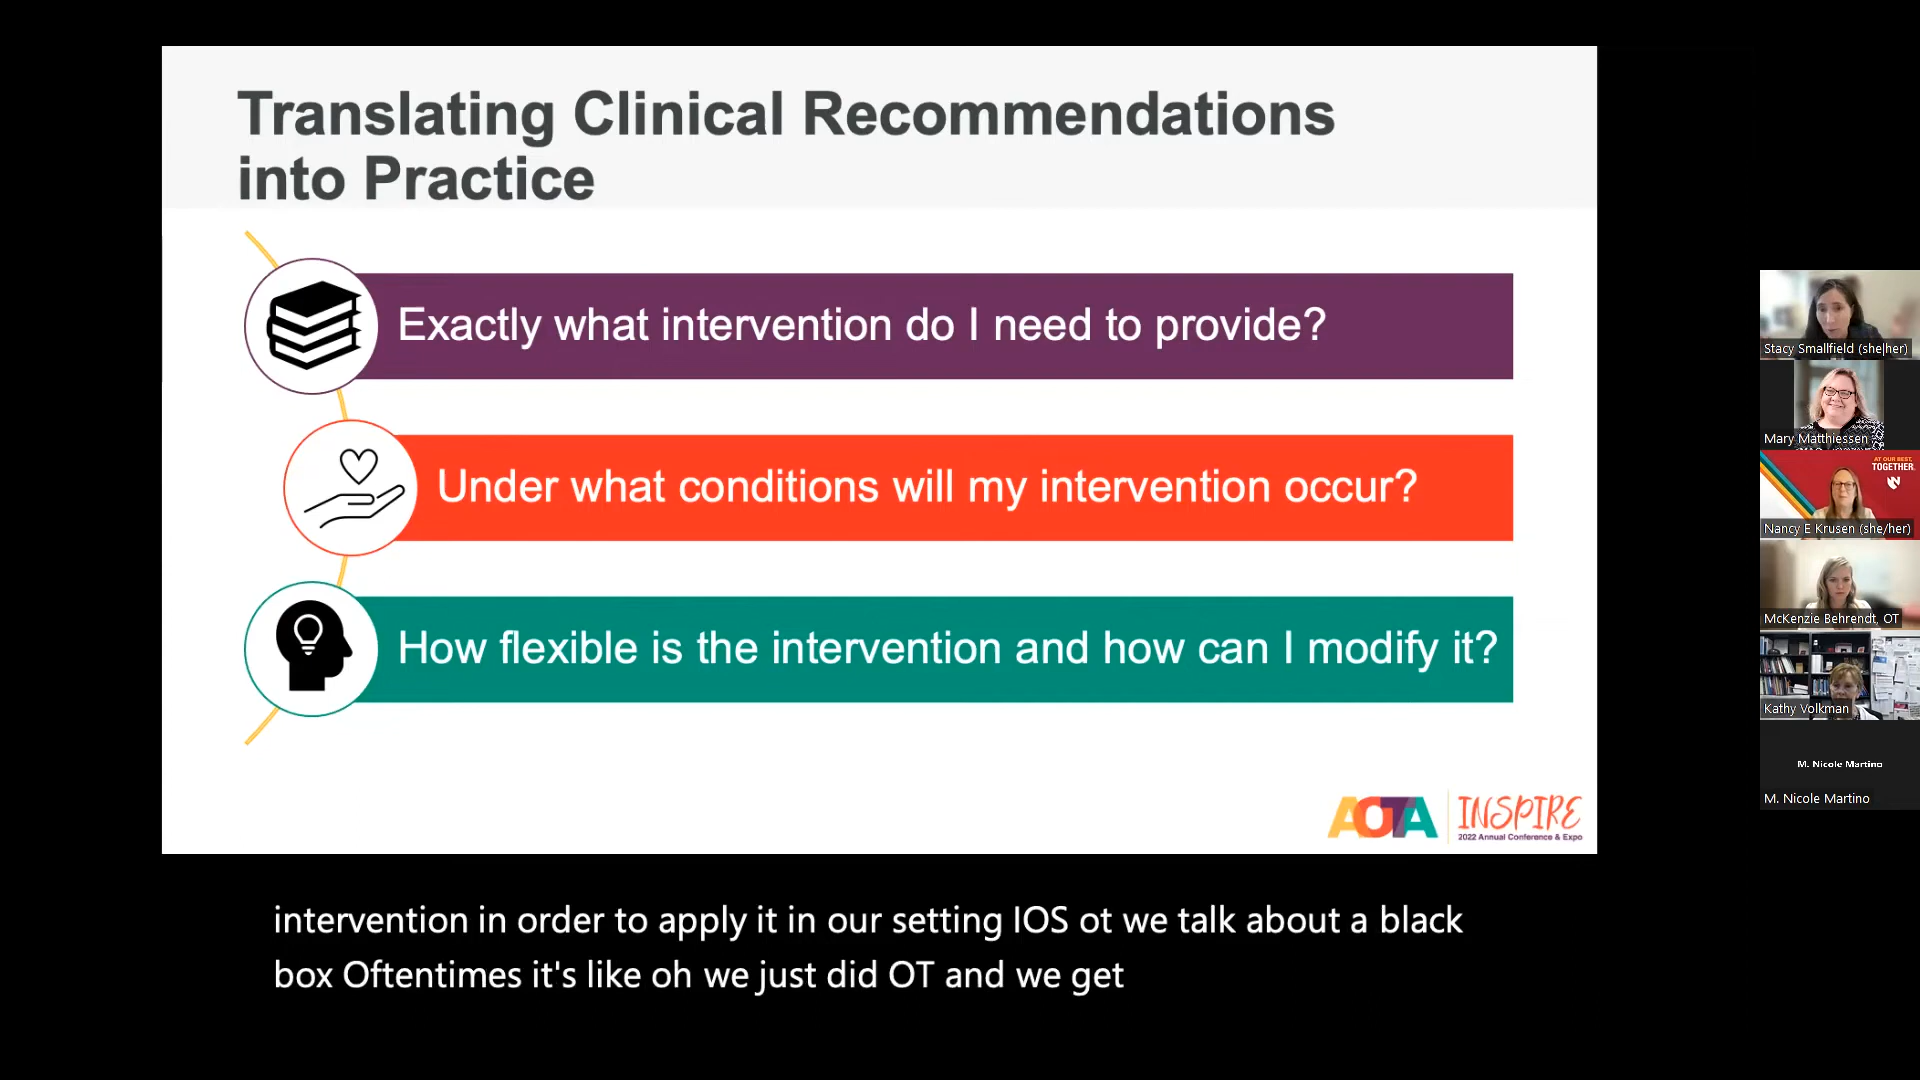 Translating Clinical Recommendations
into Practice
Exactly what intervention do I need to provide?
Under what conditions will my intervention occur?
How flexible is the intervention and how can I modify it?
AOTA
INSPIRE
2022 Annual Conference & Expo
intervention in order to apply it in our setting IOS ot we talk about a black
box Oftentimes it's like oh we just did OT and we get
Stacy Smallfield (she|her)
Mary Matthiessen
AT OUR BEST,
TOGETHER.
Nancy E Krusen (she/her)
McKenzie Behrendt, OT
Kathy Volkman
M. Nicole Martino
M. Nicole Martino